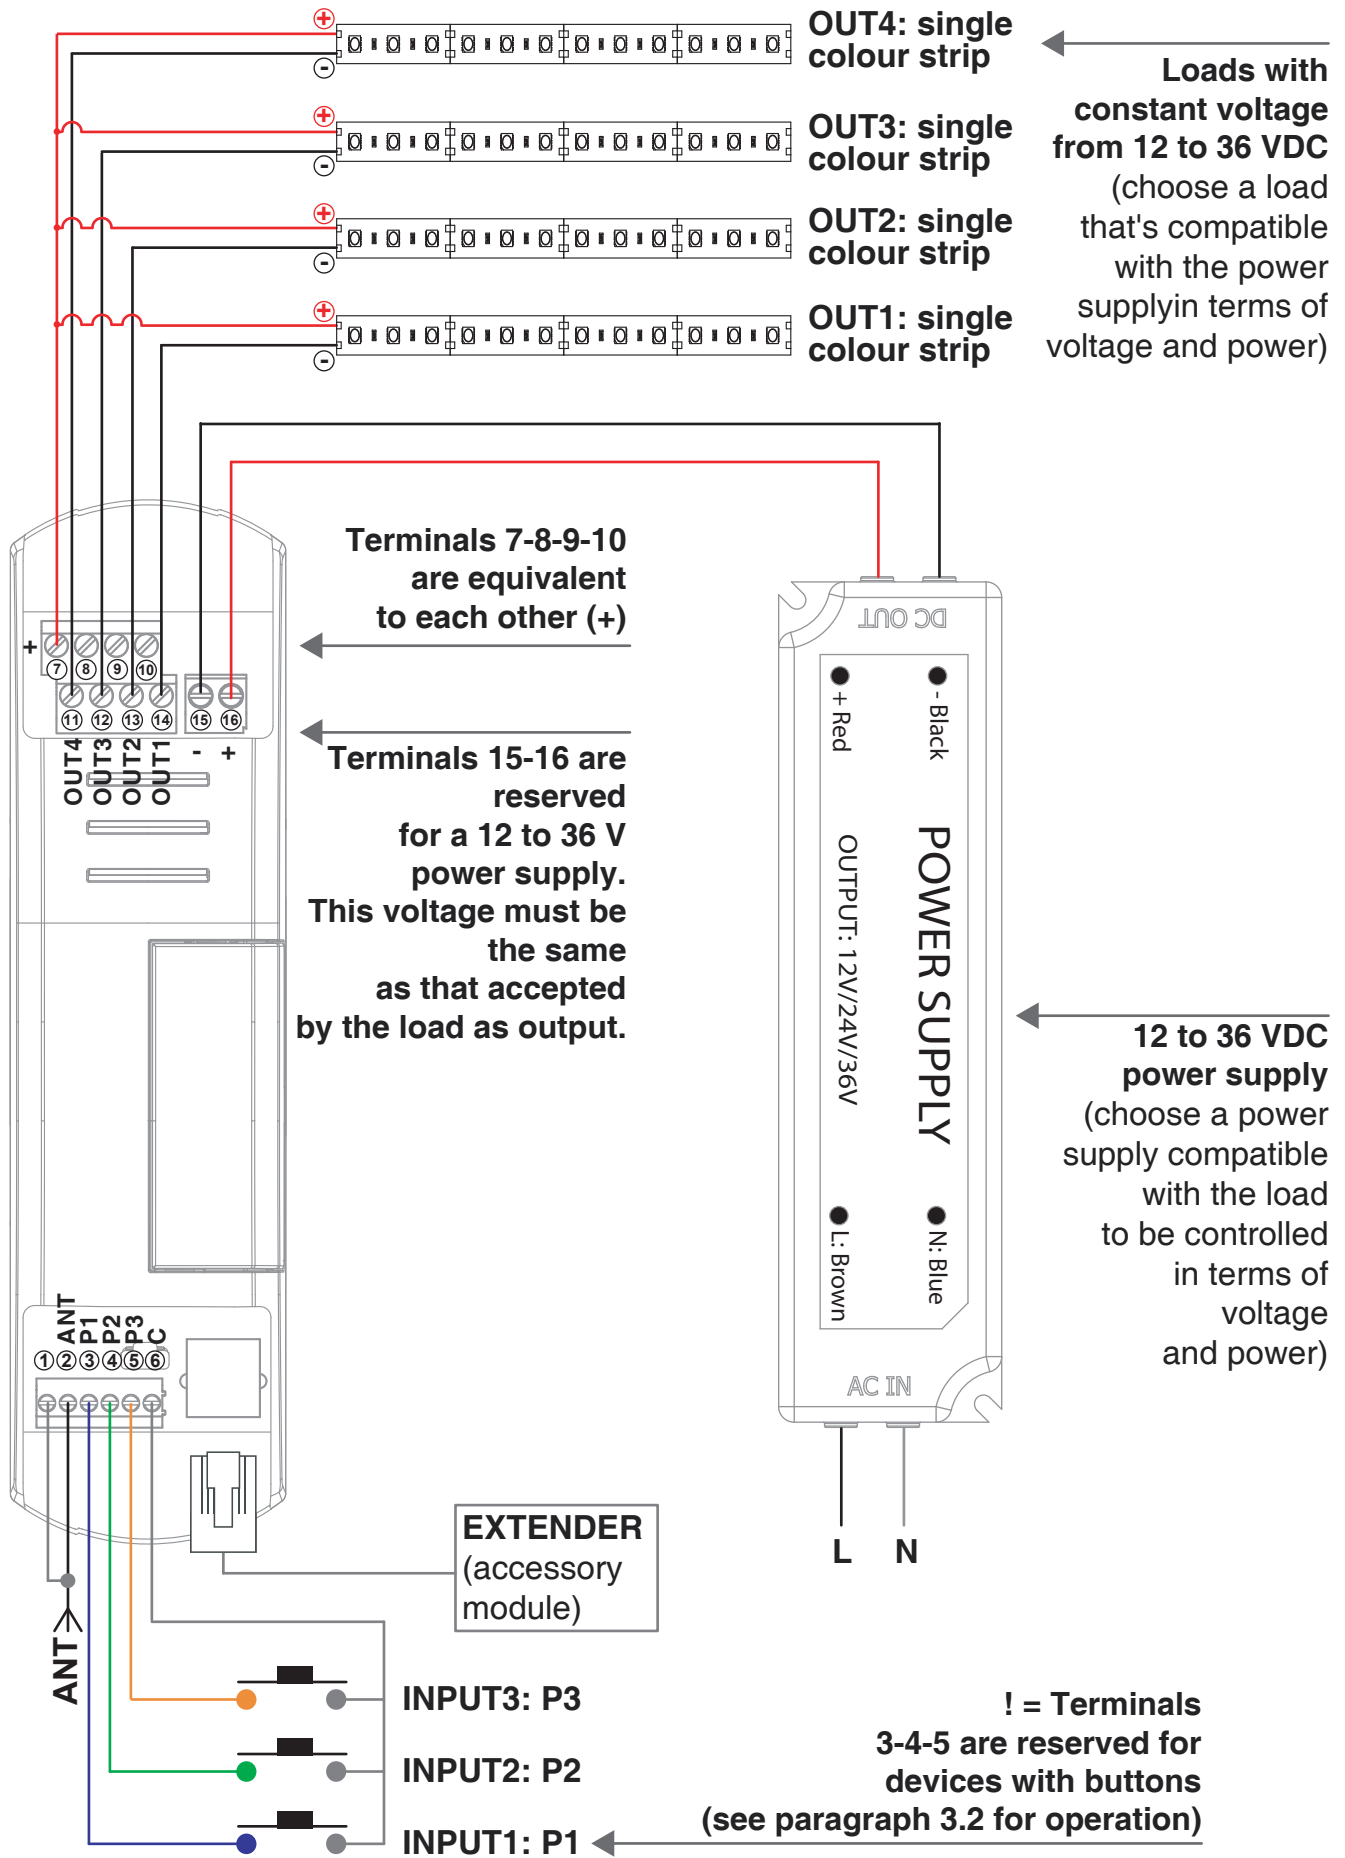 OUT4: single
colour strip
OUT3: single
colour strip
OUT2: single
colour strip
OUT1: single
colour strip
Loads with
constant voltage
from 12 to 36 VDC
(choose a load
that's compatible
with the power
supplyin terms of
voltage and power)
+ - + - + - + -
Terminals 7-8-9-10
are equivalent
to each other (+)
+
7 8 9 10
11 12 13 14 15 16
OUT4 OUT3 OUT2 OUT1 - +
Terminals 15-16 are
reserved
for a 12 to 36 V
power supply.
This voltage must be
the same
as that accepted
by the load as output.
DC OUT
+ Red
- Black
POWER SUPPLY
OUTPUT: 12V/24V/36V
L: Brown
N: Blue
AC IN
L N
12 to 36 VDC
power supply
(choose a power
supply compatible
with the load
to be controlled
in terms of
voltage
and power)
ANT P1 P2 P3 C
1 2 3 4 5 6
EXTENDER
(accessory
module)
ANT
INPUT3: P3
INPUT2: P2
INPUT1: P1
! = Terminals
3-4-5 are reserved for
devices with buttons
(see paragraph 3.2 for operation)